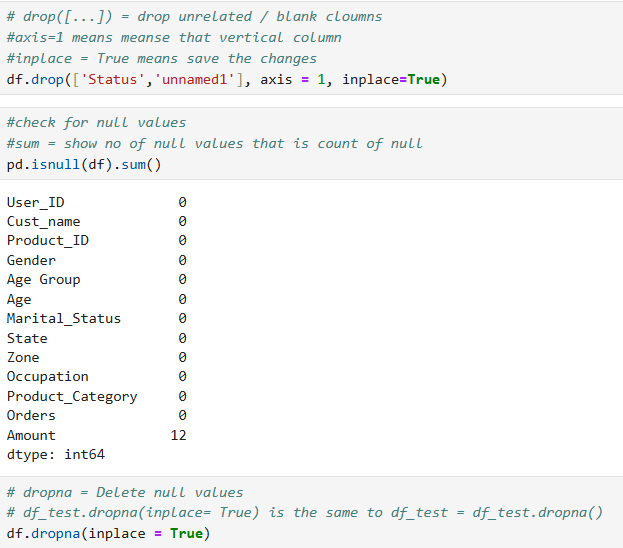 # drop([...]) = drop unrelated / blank cloumns
#axis=1 means meanse that vertical column
#inplace = True means save the changes
df.drop(['Status','unnamed1'], axis = 1, inplace=True)
#check for null values
#sum = show no of null values that is count of null
pd.isnull(df).sum()
User_ID 0
Cust_name 0
Product_ID 0
Gender 0
Age Group 0
Age 0
Marital_Status 0
State 0
Zone 0
Occupation 0
Product_Category 0
Orders 0
Amount 12
dtype: int64
# dropna = Delete null values
# df_test.dropna(inplace= True) is the same to df_test = df_test.dropna()
df.dropna(inplace = True)